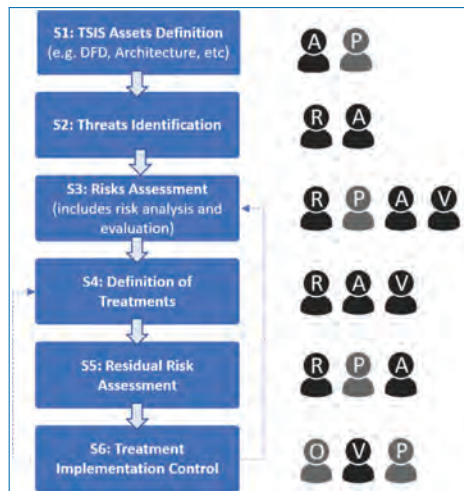 S1: TSIS Assets Definition
(e.g. DFD, Architecture, etc)
A P
S2: Threats Identification
R A
S3: Risks Assessment
(includes risk analysis and
evaluation)
R P A V
S4: Definition of
Treatments
R A V
S5: Residual Risk
Assessment
R P A
S6: Treatment
Implementation Control
O V P